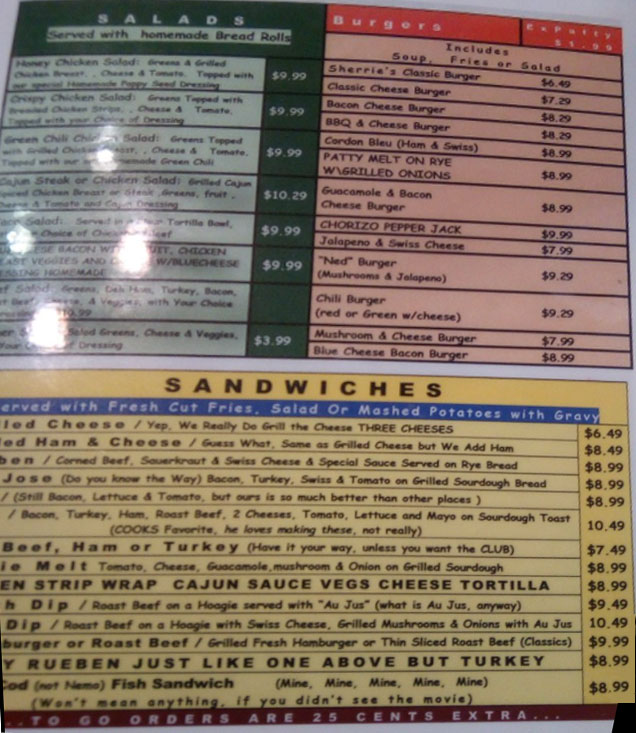 SALADS
Served with homemade Bread Rolls
Honey Chicken Salad: Greens & Grilled
Chicken Breast, , Cheese & Tomato. Topped with
our special Homemade Poppy Seed Dressing
$9.99
Crispy Chicken Salad: Greens Topped with
Breaded Chicken Strips, , Cheese & Tomato,
Topped with your Choice of Dressing
$9.99
Green Chili Chicken Salad: Greens Topped
with Grilled Chicken , Cheese & Tomato,
Topped with our Homemade Green Chili
$9.99
Cajun Steak or Chicken Salad: Grilled Cajun
Chicken Breast or Steak ,Greens, fruit ,
& Tomato and Cajun Dressing
$10.29
Salad: Served in Tortilla Bowl,
Choice of
$9.99
BACON CHICKEN
VEGGIES AND W/BLUECHEESE
HOMEMADE
$9.99
Greens, Deli Ham, Turkey, Bacon,
& Veggies, with Your Choice
Salad Greens, Cheese & Veggies,
Your of Dressing
$3.99
Burgers
Ex Patty
$1.99
Includes
Soup, Fries or Salad
Sherrie's Classic Burger $6.49
Classic Cheese Burger $7.29
Bacon Cheese Burger $8.29
BBQ & Cheese Burger $8.29
Cordon Bleu (Ham & Swiss) $8.99
PATTY MELT ON RYE
W\GRILLED ONIONS $8.99
Guacamole & Bacon
Cheese Burger $8.99
CHORIZO PEPPER JACK $9.99
Jalapeno & Swiss Cheese $7.99
"Ned" Burger
(Mushrooms & Jalapeno) $9.29
Chili Burger
(red or Green w/cheese) $9.29
Mushroom & Cheese Burger $7.99
Blue Cheese Bacon Burger $8.99
SANDWICHES
erved with Fresh Cut Fries, Salad Or Mashed Potatoes with Gravy
lled Cheese / Yep, We Really Do Grill the Cheese THREE CHEESES $6.49
led Ham & Cheese / Guess What, Same as Grilled Cheese but We Add Ham $8.49
ben / Corned Beef, Sauerkraut & Swiss Cheese & Special Sauce Served on Rye Bread $8.99
Jose (Do you know the Way) Bacon, Turkey, Swiss & Tomato on Grilled Sourdough Bread $8.99
/ (Still Bacon, Lettuce & Tomato, but ours is so much better than other places ) $8.99
/ Bacon, Turkey, Ham, Roast Beef, 2 Cheeses, Tomato, Lettuce and Mayo on Sourdough Toast
(COOKS Favorite, he loves making these, not really) 10.49
Beef, Ham or Turkey (Have it your way, unless you want the CLUB) $7.49
ie Melt Tomato, Cheese, Guacamole,mushroom & Onion on Grilled Sourdough $8.99
EN STRIP WRAP CAJUN SAUCE VEGS CHEESE TORTILLA $8.99
h Dip / Roast Beef on a Hoagie served with "Au Jus" (what is Au Jus, anyway) $9.49
Dip / Roast Beef on a Hoagie with Swiss Cheese, Grilled Mushrooms & Onions with Au Jus 10.49
burger or Roast Beef / Grilled Fresh Hamburger or Thin Sliced Roast Beef (Classics) $9.99
Y RUEBEN JUST LIKE ONE ABOVE BUT TURKEY $8.99
Cod (not Nemo) Fish Sandwich (Mine, Mine, Mine, Mine, Mine)
(Won't mean anything, if you didn't see the movie) $8.99
..TO GO ORDERS ARE 25 CENTS EXTRA...